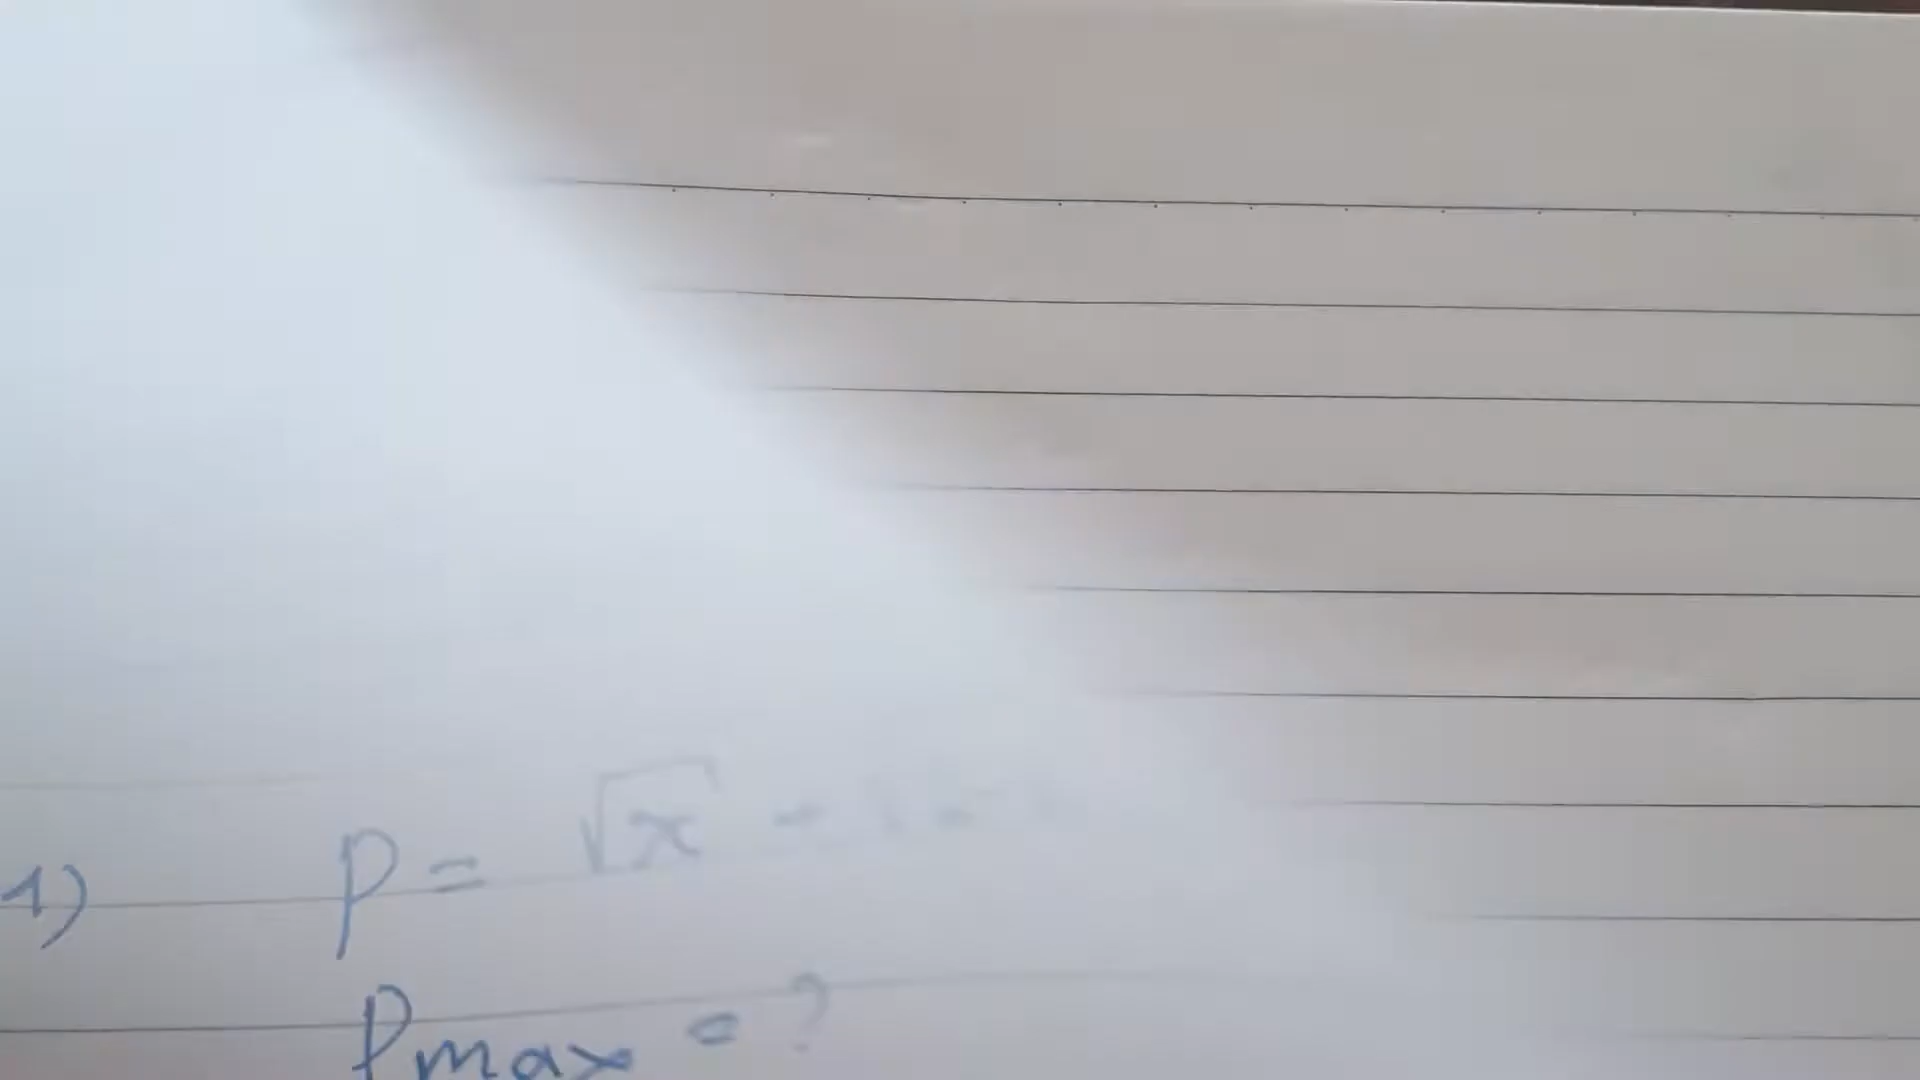 1) P = √x -
Pmax = ?